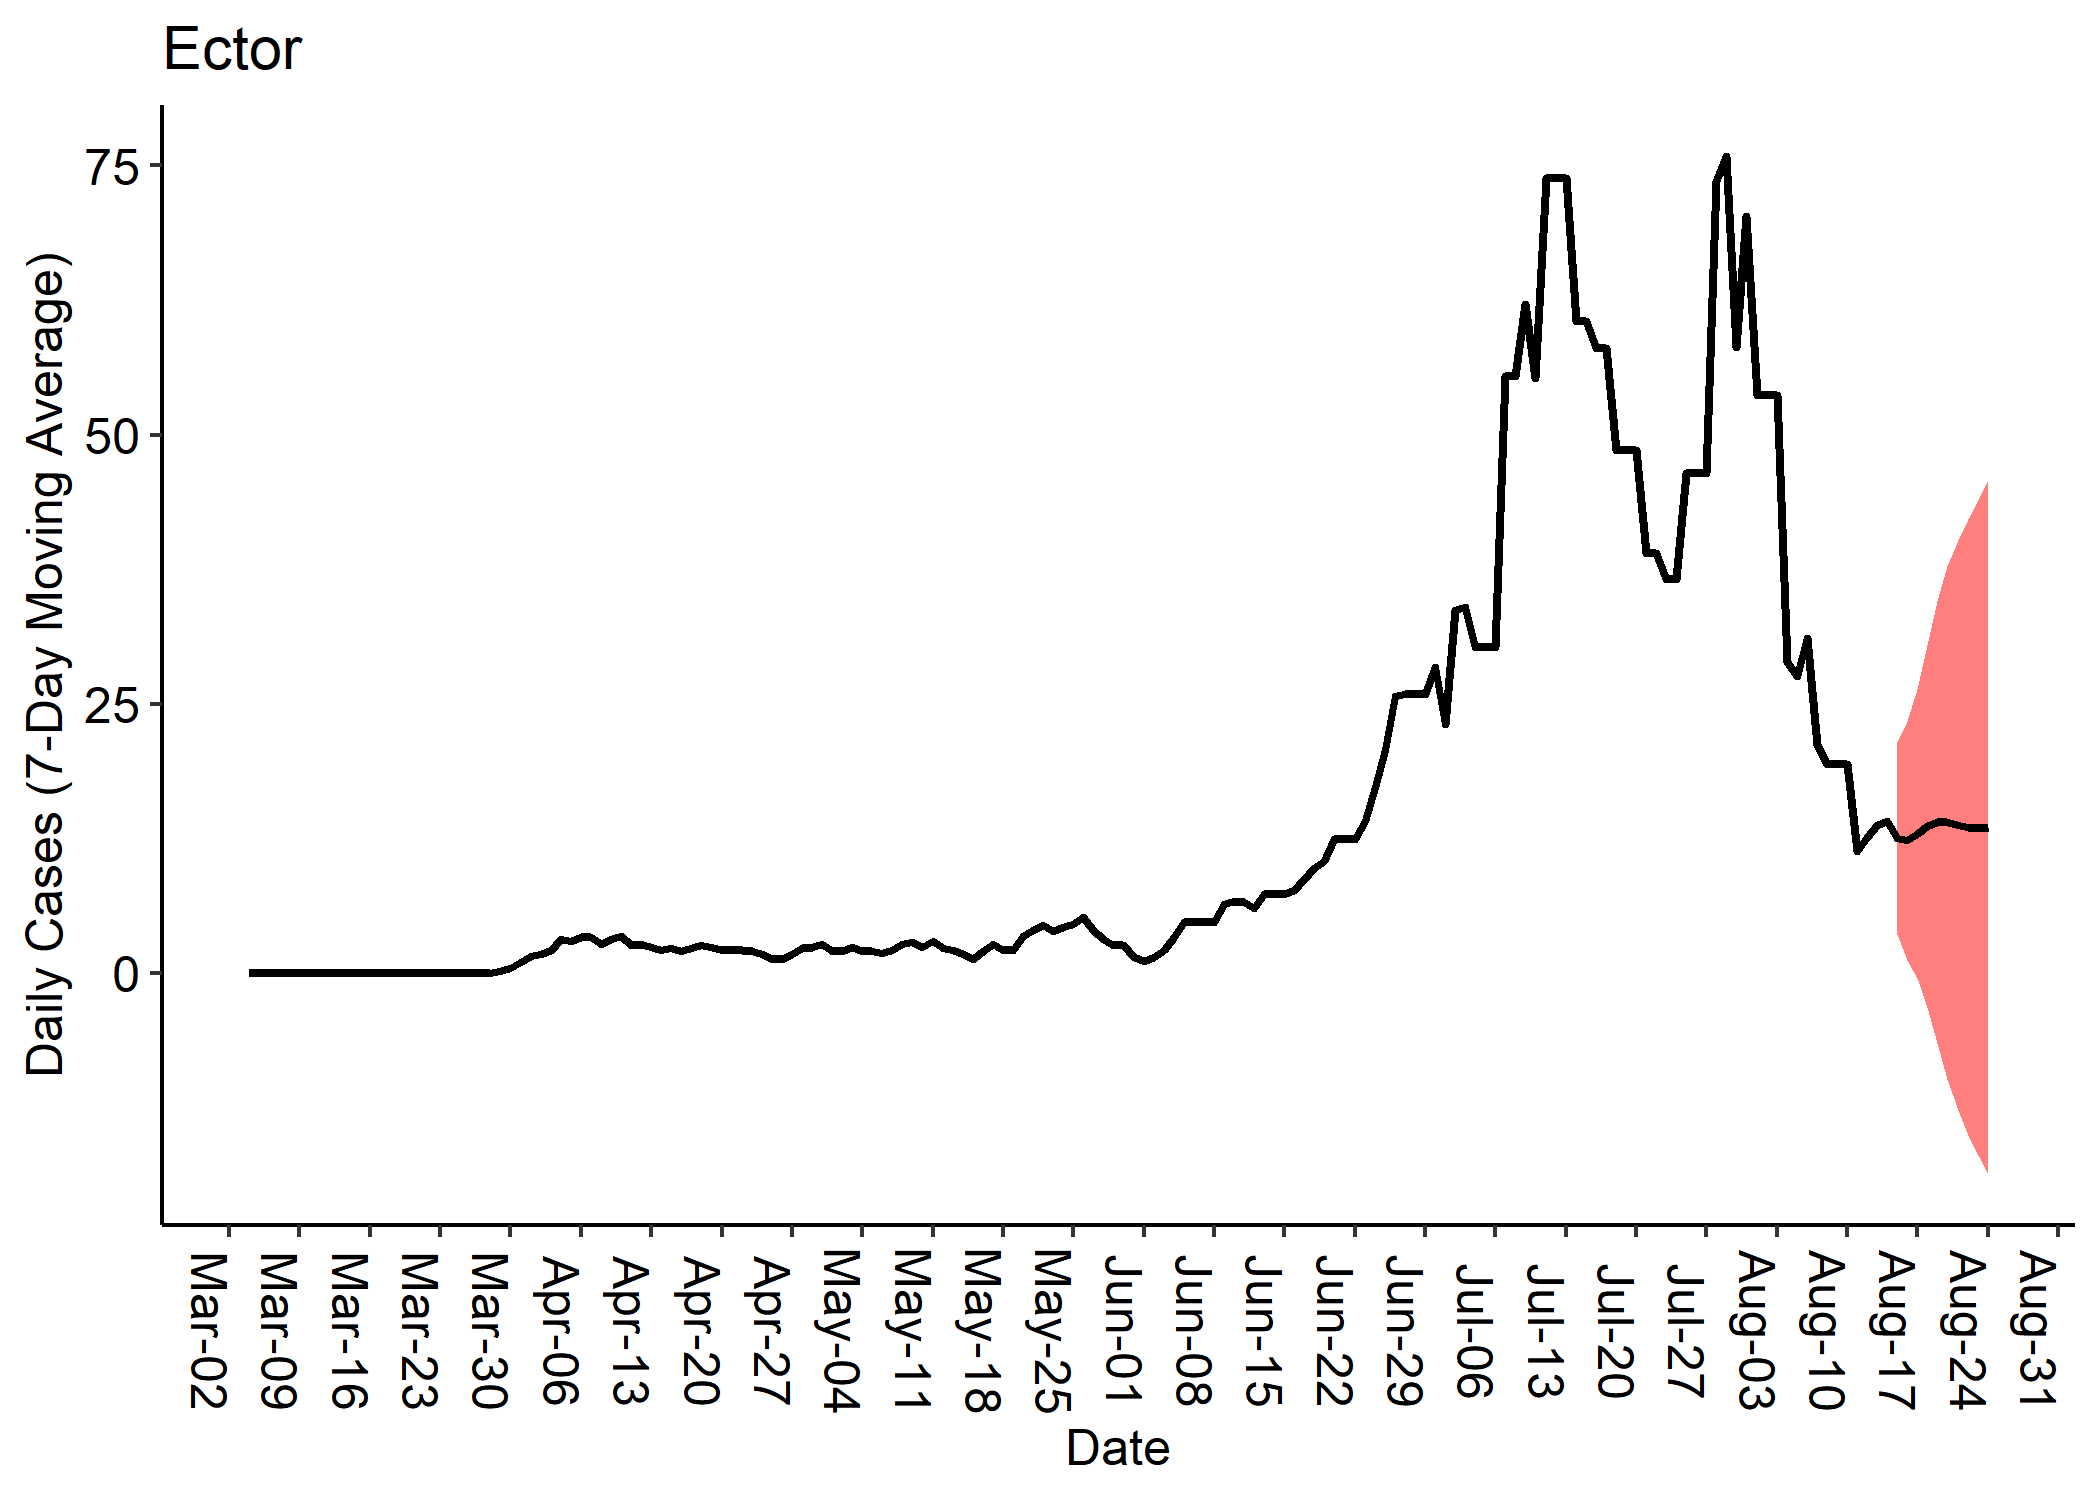 Ector
Daily Cases (7-Day Moving Average)
75
50
25
0
Mar-02
Mar-09
Mar-16
Mar-23
Mar-30
Apr-06
Apr-13
Apr-20
Apr-27
May-04
May-11
May-18
May-25
Jun-01
Jun-08
Jun-15
Jun-22
Jun-29
Jul-06
Jul-13
Jul-20
Jul-27
Aug-03
Aug-10
Aug-17
Aug-24
Aug-31
Date